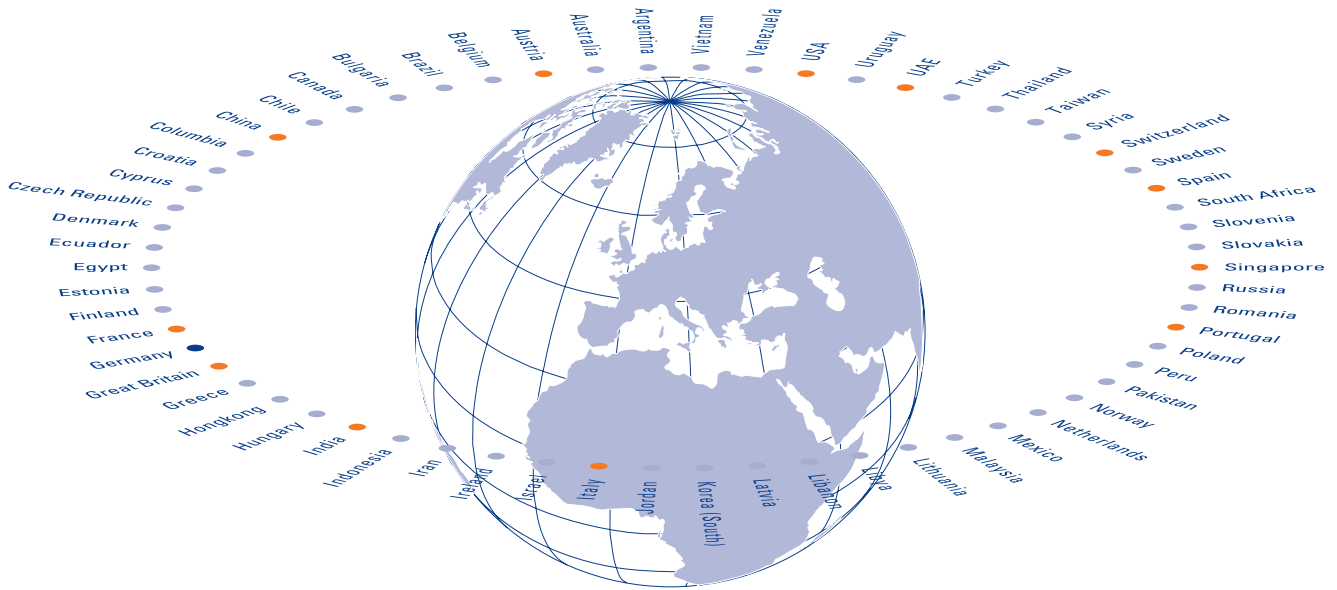 Argentina
Australia
Austria
Belgium
Brazil
Bulgaria
Canada
Chile
China
Columbia
Croatia
Cyprus
Czech Republic
Denmark
Ecuador
Egypt
Estonia
Finland
France
Germany
Great Britain
Greece
Hongkong
Hungary
India
Indonesia
Iran
Ireland
Israel
Italy
Jordan
Korea (South)
Latvia
Libanon
Libya
Lithuania
Malaysia
Mexico
Netherlands
Norway
Pakistan
Peru
Poland
Portugal
Romania
Russia
Singapore
Slovakia
Slovenia
South Africa
Spain
Sweden
Switzerland
Syria
Taiwan
Thailand
Turkey
UAE
Uruguay
USA
Venezuela
Vietnam